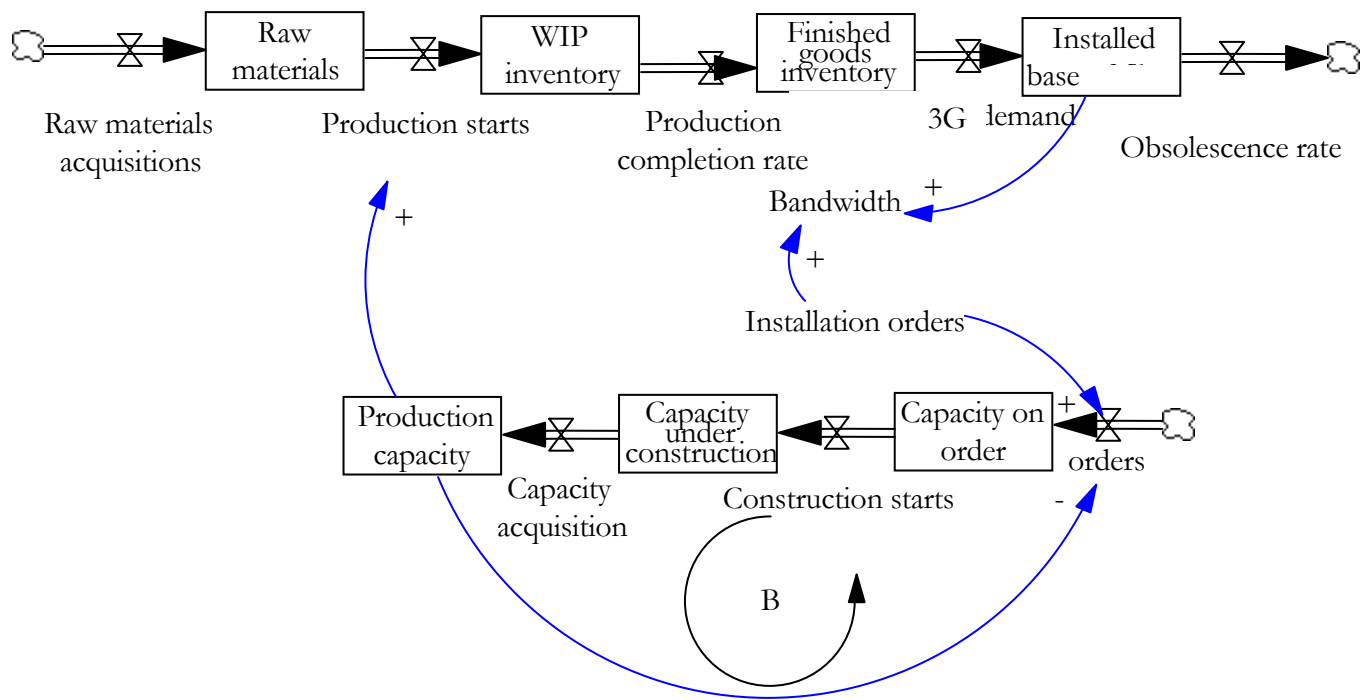 Raw
materials
WIP
inventory
Finished
goods
inventory
Installed
base
Raw materials
acquisitions
Production starts
Production
completion rate
3G demand
Obsolescence rate
Bandwidth
+
+
+
Installation orders
Production
capacity
Capacity
under
construction
Capacity on
order
+
orders
Capacity
acquisition
Construction starts
-
B